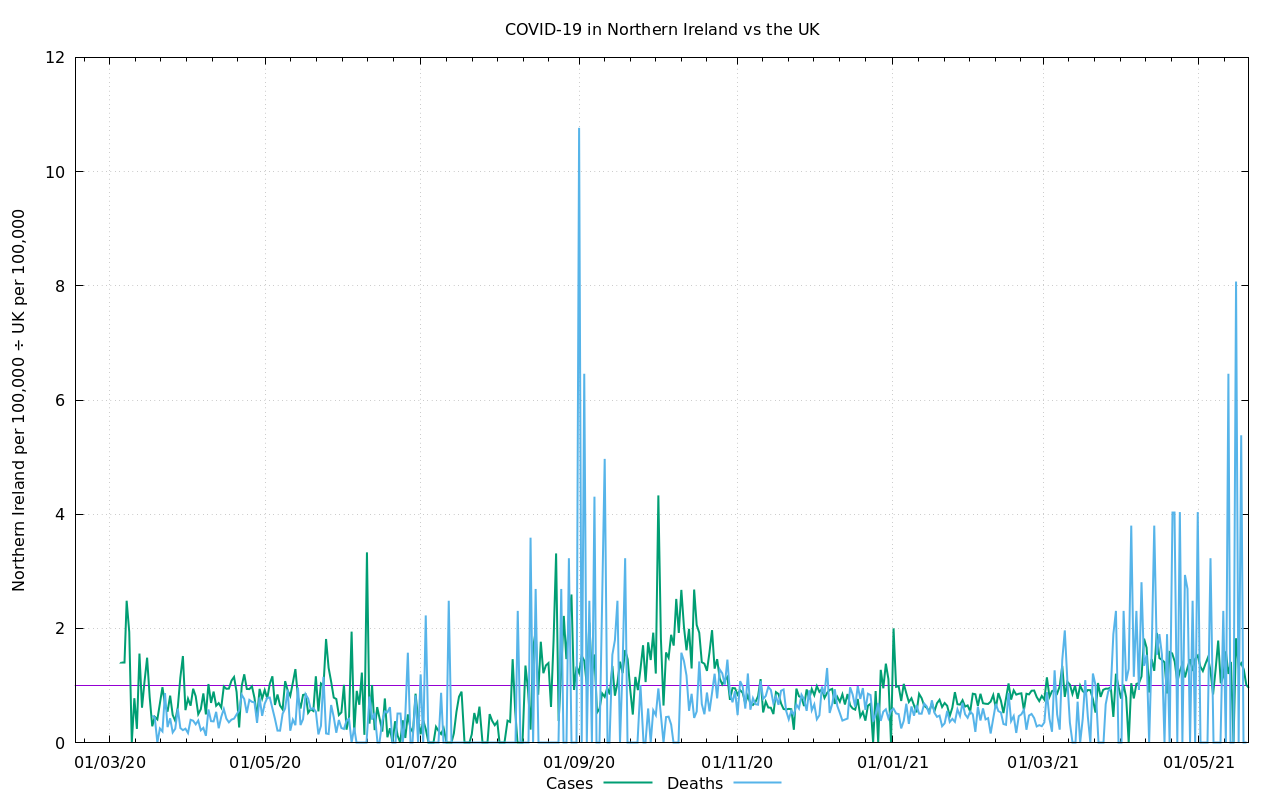 COVID-19 in Northern Ireland vs the UK
Northern Ireland per 100,000 ÷ UK per 100,000
12
10
8
6
4
2
0
01/03/20 01/05/20 01/07/20 01/09/20 01/11/20 01/01/21 01/03/21 01/05/21
Cases Deaths